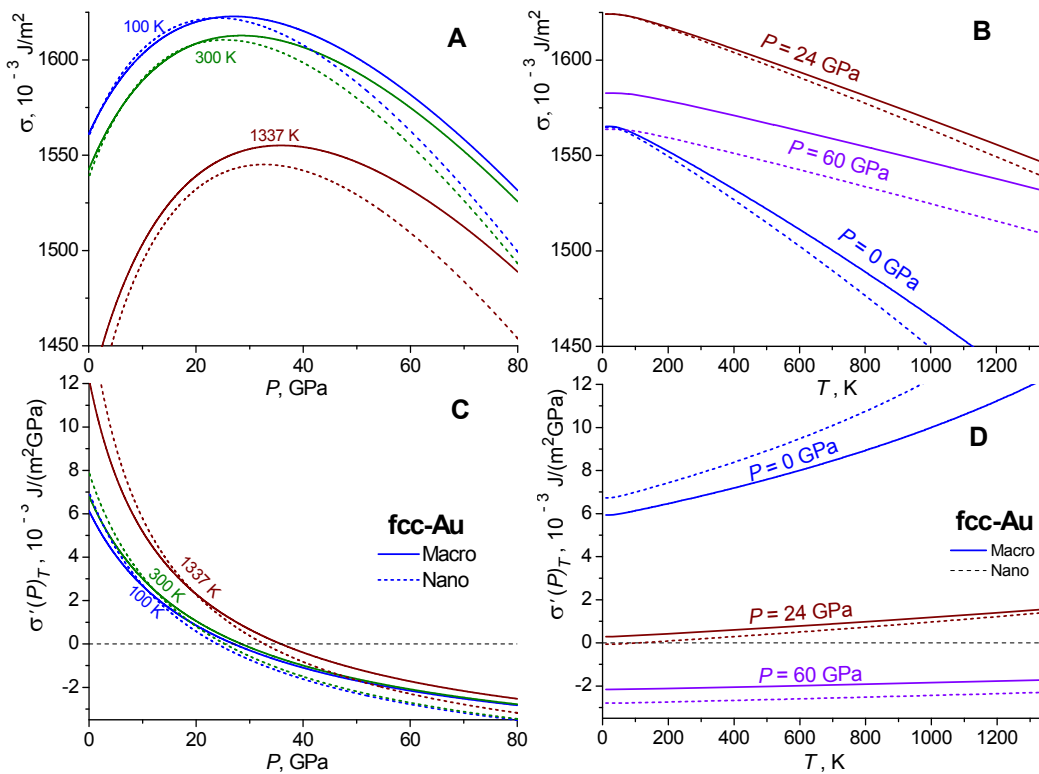 A
100 K
300 K
1337 K
σ, 10⁻³ J/m²
1600
1550
1500
1450
0 20 40 60 80
P, GPa
B
P = 24 GPa
P = 60 GPa
P = 0 GPa
σ, 10⁻³ J/m²
1600
1550
1500
1450
0 200 400 600 800 1000 1200
T, K
C
σ′(P)T, 10⁻³ J/(m²GPa)
12
10
8
6
4
2
0
-2
1337 K
300 K
100 K
fcc-Au
Macro
Nano
0 20 40 60 80
P, GPa
D
σ′(P)T, 10⁻³ J/(m²GPa)
12
10
8
6
4
2
0
-2
P = 0 GPa
fcc-Au
Macro
Nano
P = 24 GPa
P = 60 GPa
0 200 400 600 800 1000 1200
T, K